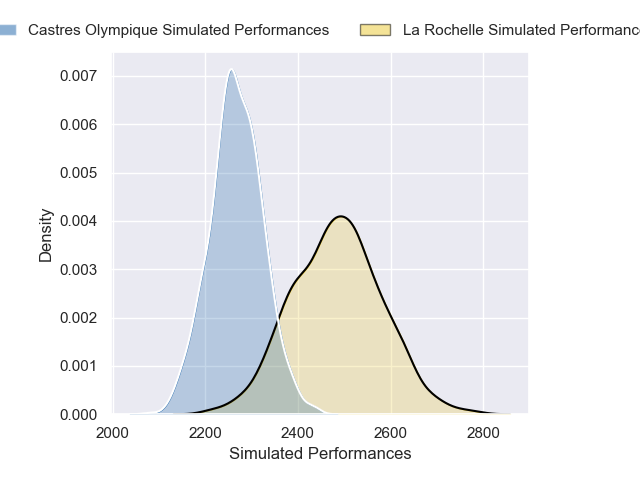 Castres Olympique Simulated Performances La Rochelle Simulated
0.007
0.006
0.005
0.004
0.003
0.002
0.001
0.000
Density
2000 2200 2400 2600 2800
Simulated Performances